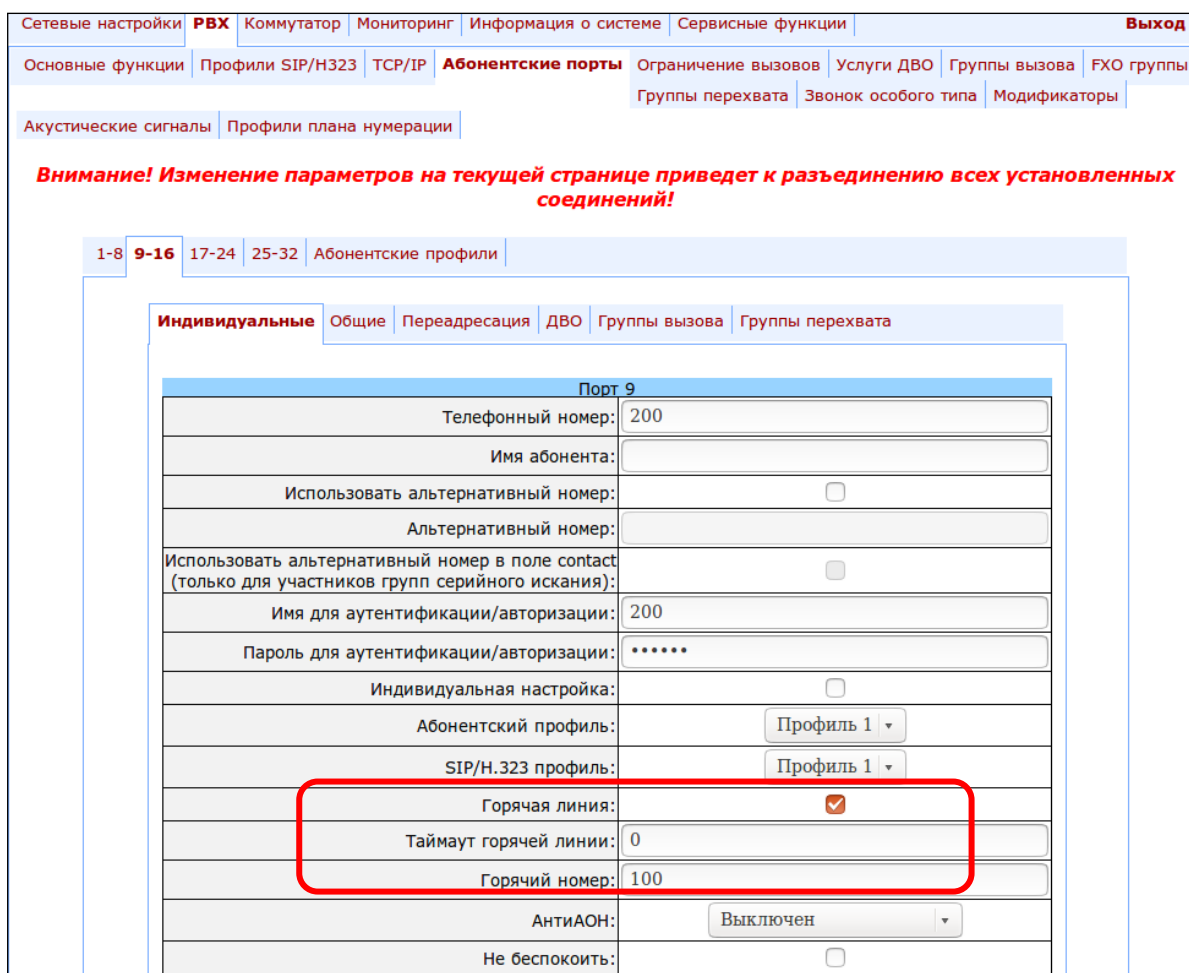 Сетевые настройки PBX Коммутатор Мониторинг Информация о системе Сервисные функции Выход
Основные функции Профили SIP/H323 TCP/IP Абонентские порты Ограничение вызовов Услуги ДВО Группы вызова FXO группы
Группы перехвата Звонок особого типа Модификаторы
Акустические сигналы Профили плана нумерации
Внимание! Изменение параметров на текущей странице приведет к разъединению всех установленных
соединений!
1-8 9-16 17-24 25-32 Абонентские профили
Индивидуальные Общие Переадресация ДВО Группы вызова Группы перехвата
Порт 9
Телефонный номер: 200
Имя абонента:
Использовать альтернативный номер:
Альтернативный номер:
Использовать альтернативный номер в поле contact
(только для участников групп серийного искания):
Имя для аутентификации/авторизации: 200
Пароль для аутентификации/авторизации: ••••••
Индивидуальная настройка:
Абонентский профиль: Профиль 1
SIP/H.323 профиль: Профиль 1
Горячая линия:
Таймаут горячей линии: 0
Горячий номер: 100
АнтиАОН: Выключен
Не беспокоить: